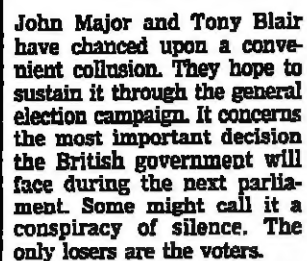 John Major and Tony Blair
have chanced upon a conve-
nient collusion. They hope to
sustain it through the general
election campaign. It concerns
the most important decision
the British government will
face during the next parlia-
ment. Some might call it a
conspiracy of silence. The
only losers are the voters.